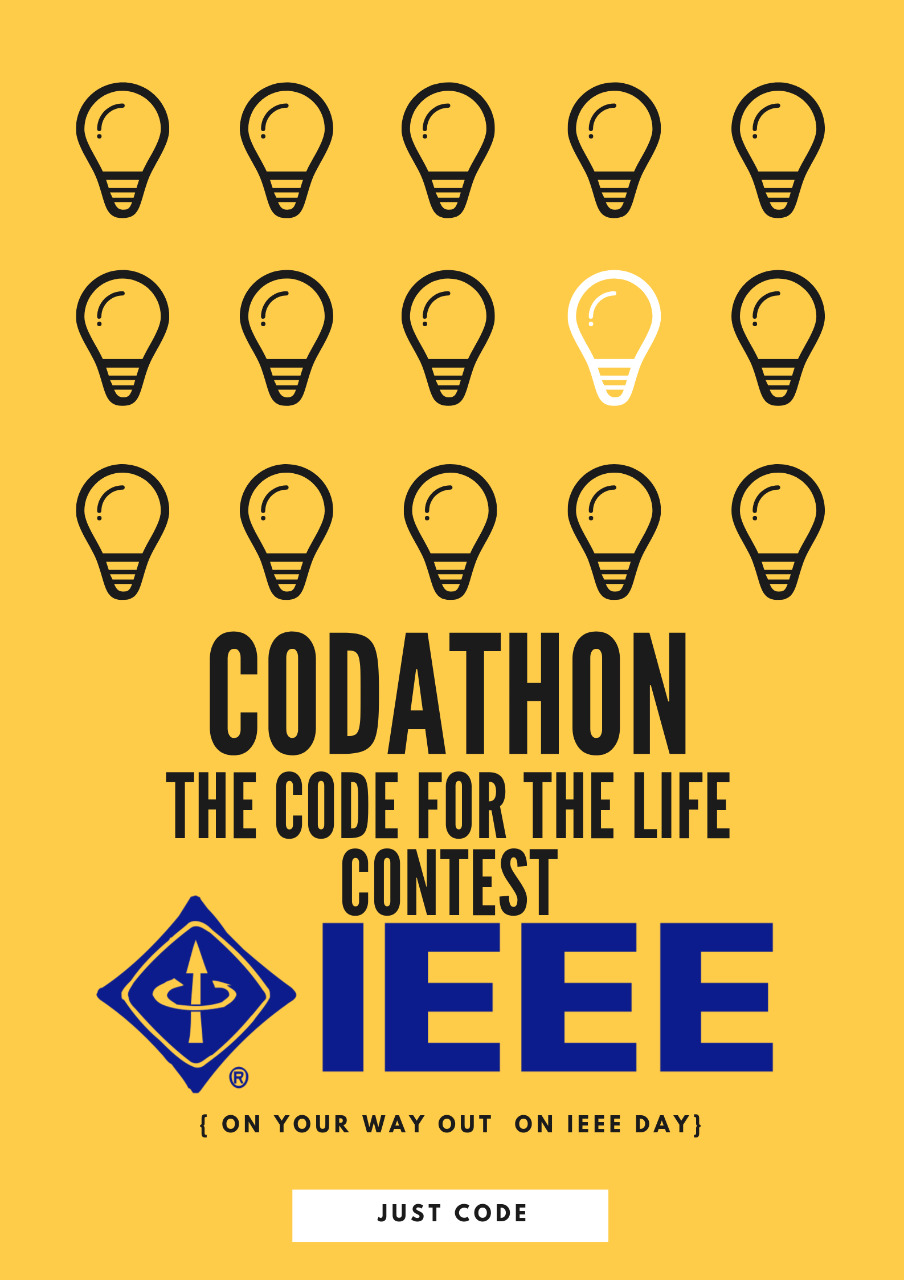 CODATHON
THE CODE FOR THE LIFE
CONTEST
IEEE
®
{ ON YOUR WAY OUT  ON IEEE DAY}
JUST CODE